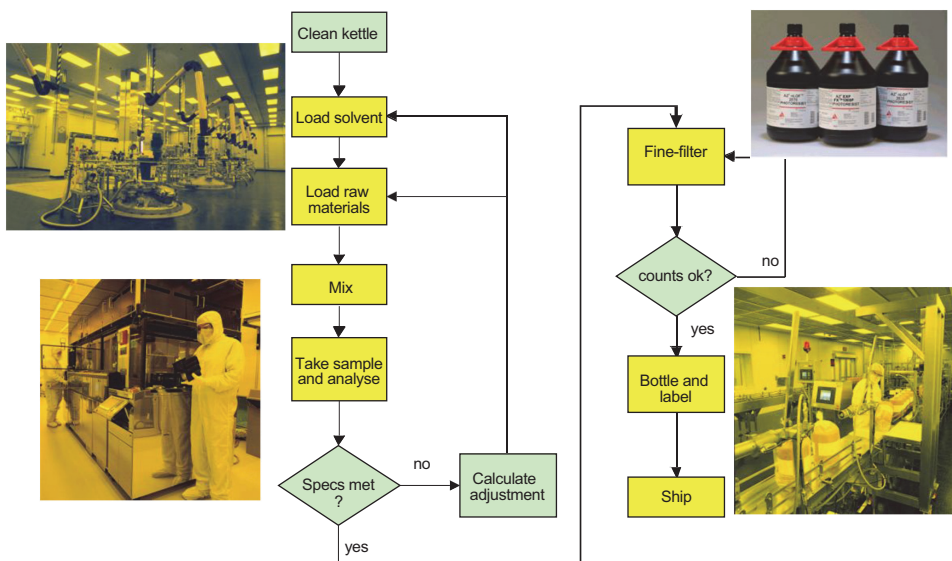 Clean kettle
Load solvent
Load raw
materials
Mix
Take sample
and analyse
Specs met
?
no
Calculate
adjustment
yes
Fine-filter
counts ok?
no
yes
Bottle and
label
Ship
PHOTORESIST